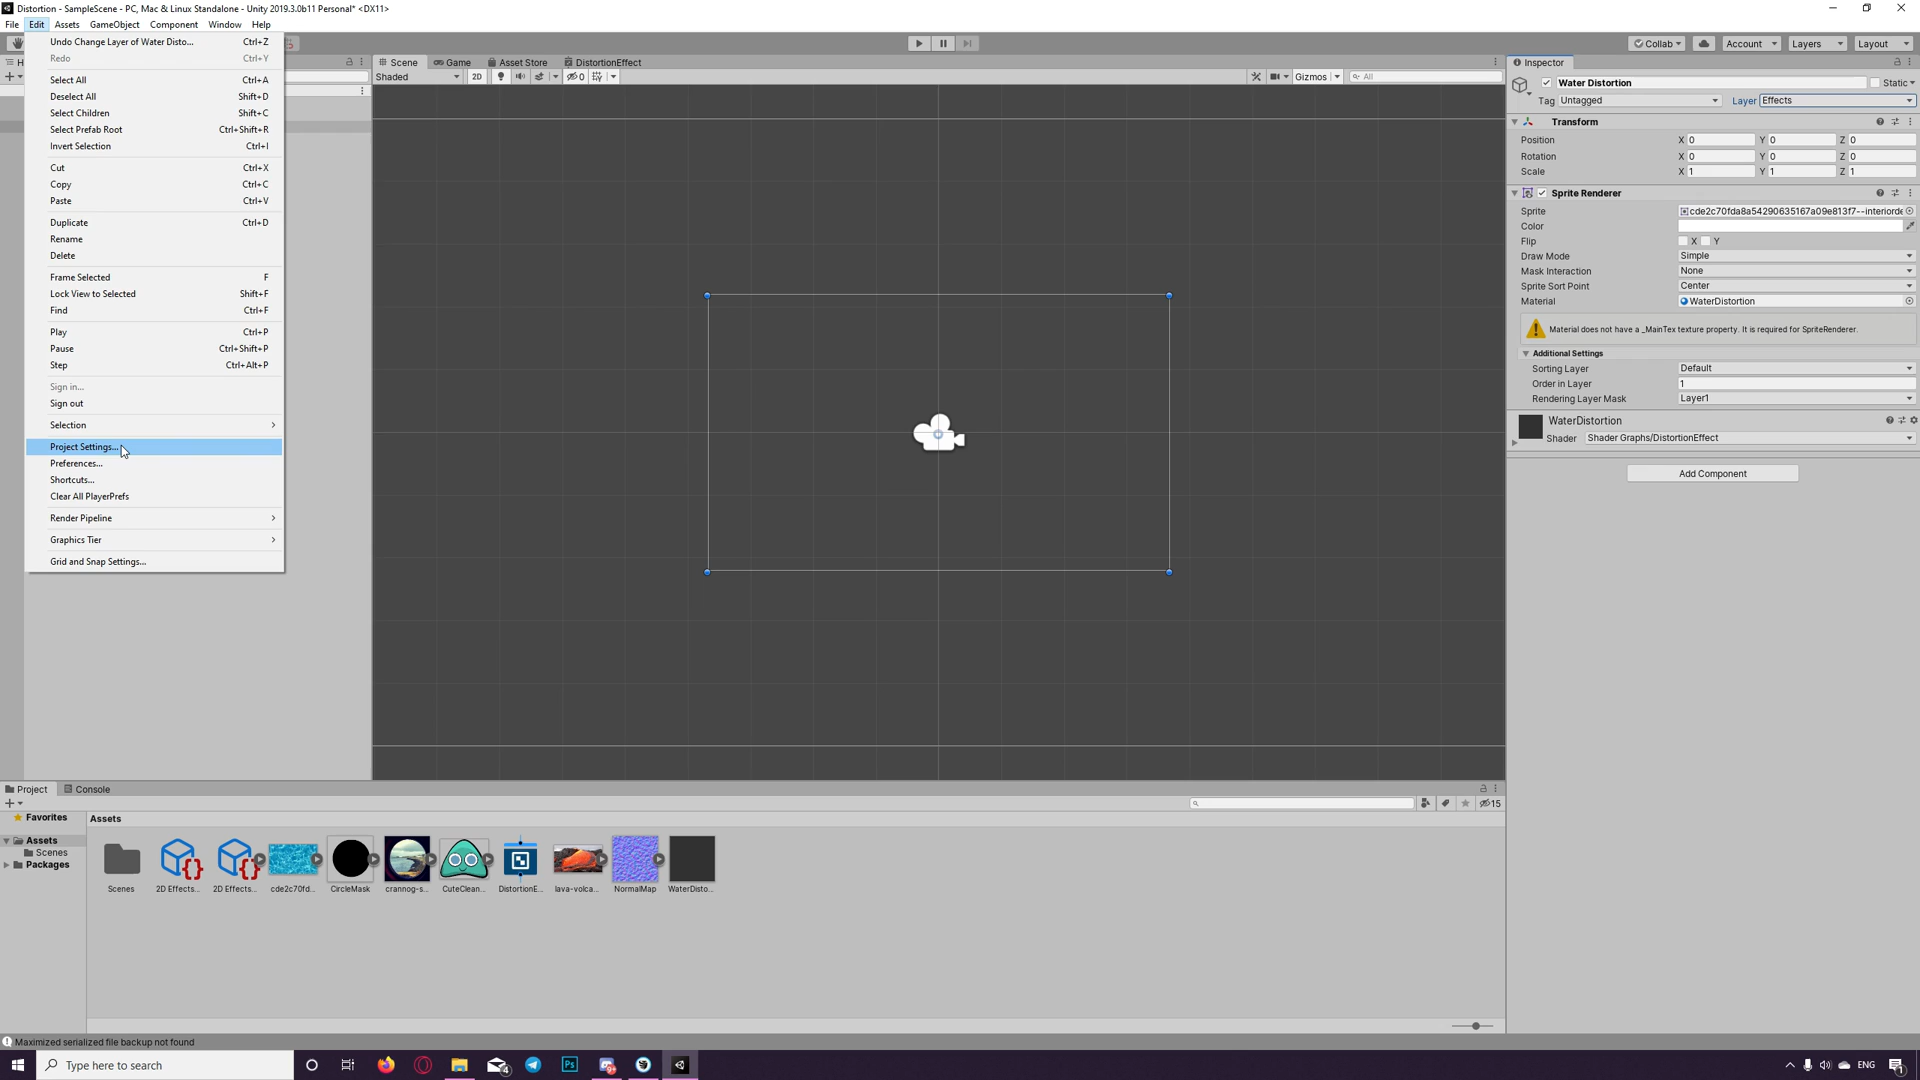 Distortion - SampleScene - PC, Mac & Linux Standalone - Unity 2019.3.0b11 Personal* <DX11>
File Edit Assets GameObject Component Window Help
Undo Change Layer of Water Disto... Ctrl+Z
Redo Ctrl+Y
Select All Ctrl+A
Deselect All Shift+D
Select Children Shift+C
Select Prefab Root Ctrl+Shift+R
Invert Selection Ctrl+I
Cut Ctrl+X
Copy Ctrl+C
Paste Ctrl+V
Duplicate Ctrl+D
Rename
Delete
Frame Selected F
Lock View to Selected Shift+F
Find Ctrl+F
Play Ctrl+P
Pause Ctrl+Shift+P
Step Ctrl+Alt+P
Sign in...
Sign out
Selection
Project Settings...
Preferences...
Shortcuts...
Clear All PlayerPrefs
Render Pipeline
Graphics Tier
Grid and Snap Settings...
Collab Account Layers Layout
Scene Game Asset Store DistortionEffect
Shaded 2D 0 Gizmos All
Inspector
Water Distortion Static
Tag Untagged Layer Effects
Transform
Position X 0 Y 0 Z 0
Rotation X 0 Y 0 Z 0
Scale X 1 Y 1 Z 1
Sprite Renderer
Sprite cde2c70fda8a54290635167a09e813f7--interiorde
Color
Flip X Y
Draw Mode Simple
Mask Interaction None
Sprite Sort Point Center
Material WaterDistortion
Material does not have a _MainTex texture property. It is required for SpriteRenderer.
Additional Settings
Sorting Layer Default
Order in Layer 1
Rendering Layer Mask Layer1
WaterDistortion
Shader Shader Graphs/DistortionEffect
Add Component
Project Console
15
Favorites
Assets
Scenes
Packages
Assets
Scenes 2D Effects... 2D Effects... cde2c70fd... CircleMask crannog-s... CuteClean... DistortionE... lava-volca... NormalMap WaterDisto...
Maximized serialized file backup not found
Type here to search
Ps
4
9+
ENG
1